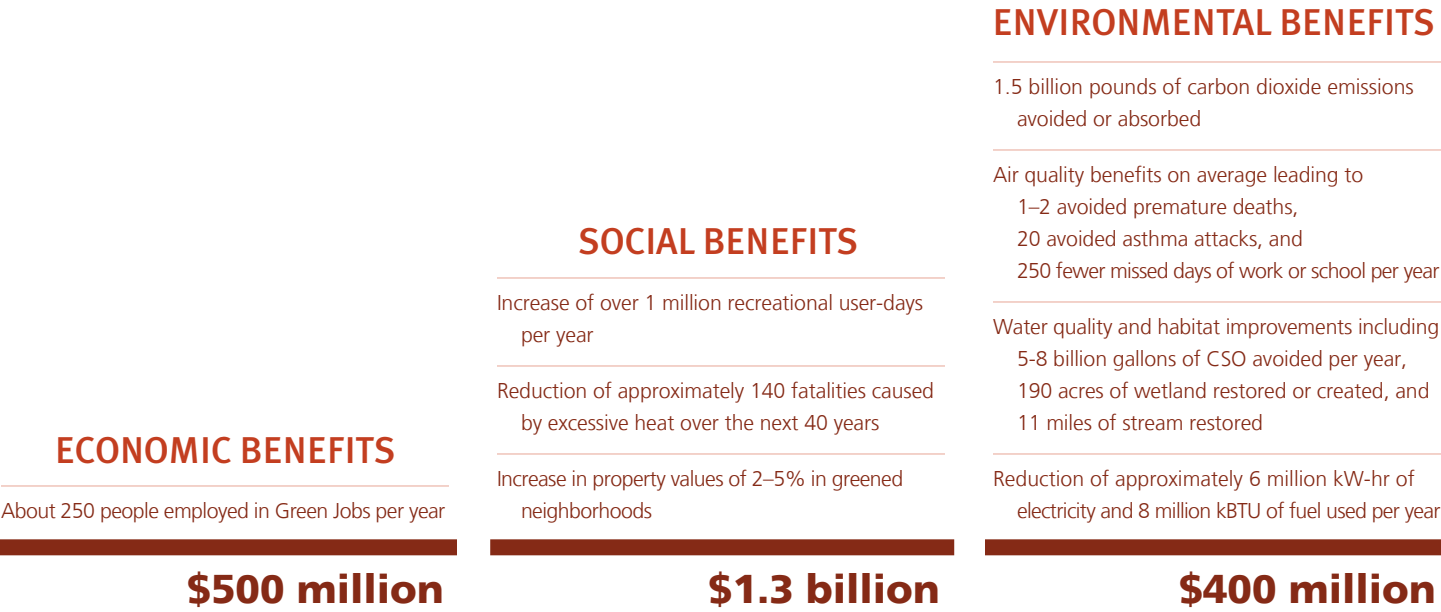 ECONOMIC BENEFITS
About 250 people employed in Green Jobs per year
$500 million
SOCIAL BENEFITS
Increase of over 1 million recreational user-days
per year
Reduction of approximately 140 fatalities caused
by excessive heat over the next 40 years
Increase in property values of 2–5% in greened
neighborhoods
$1.3 billion
ENVIRONMENTAL BENEFITS
1.5 billion pounds of carbon dioxide emissions
avoided or absorbed
Air quality benefits on average leading to
1–2 avoided premature deaths,
20 avoided asthma attacks, and
250 fewer missed days of work or school per year
Water quality and habitat improvements including
5-8 billion gallons of CSO avoided per year,
190 acres of wetland restored or created, and
11 miles of stream restored
Reduction of approximately 6 million kW-hr of
electricity and 8 million kBTU of fuel used per year
$400 million